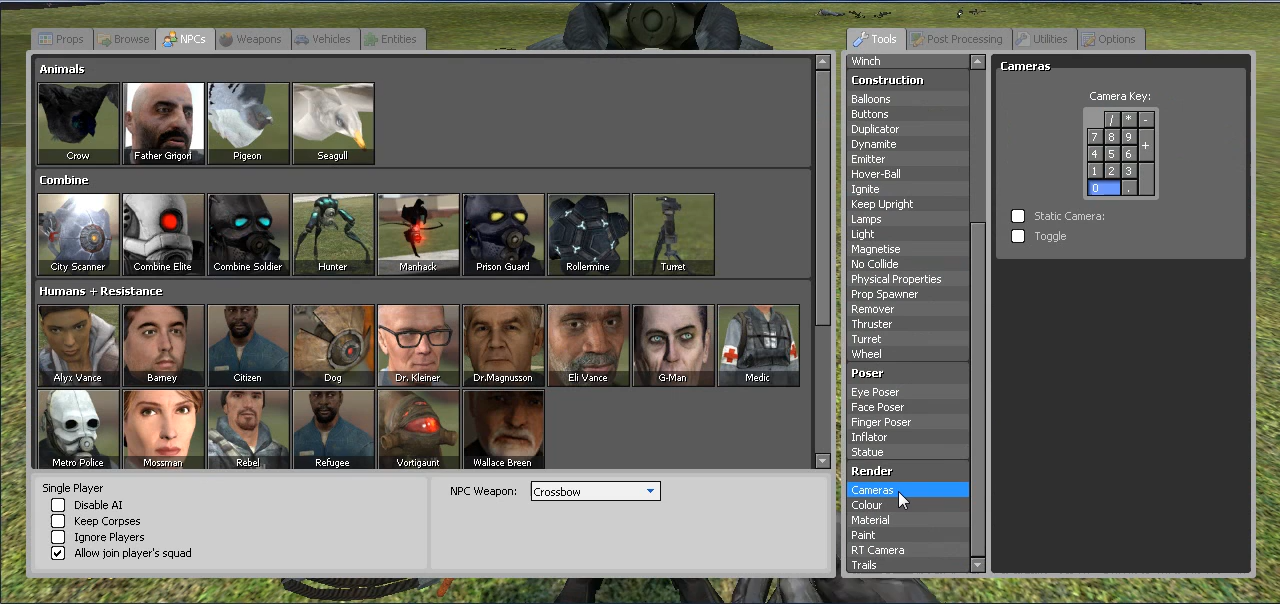 Props Browse NPCs Weapons Vehicles Entities
Animals
Crow Father Grigori Pigeon Seagull
Combine
City Scanner Combine Elite Combine Soldier Hunter Manhack Prison Guard Rollermine Turret
Humans + Resistance
Alyx Vance Barney Citizen Dog Dr. Kleiner Dr.Magnusson Eli Vance G-Man Medic
Metro Police Mossman Rebel Refugee Vortigaunt Wallace Breen
Single Player
Disable AI
Keep Corpses
Ignore Players
Allow join player's squad
NPC Weapon: Crossbow
Tools Post Processing Utilities Options
Winch
Construction
Balloons
Buttons
Duplicator
Dynamite
Emitter
Hover-Ball
Ignite
Keep Upright
Lamps
Light
Magnetise
No Collide
Physical Properties
Prop Spawner
Remover
Thruster
Turret
Wheel
Poser
Eye Poser
Face Poser
Finger Poser
Inflator
Statue
Render
Cameras
Colour
Material
Paint
RT Camera
Trails
Cameras
Camera Key:
/ * -
7 8 9 +
4 5 6
1 2 3
0 .
Static Camera:
Toggle